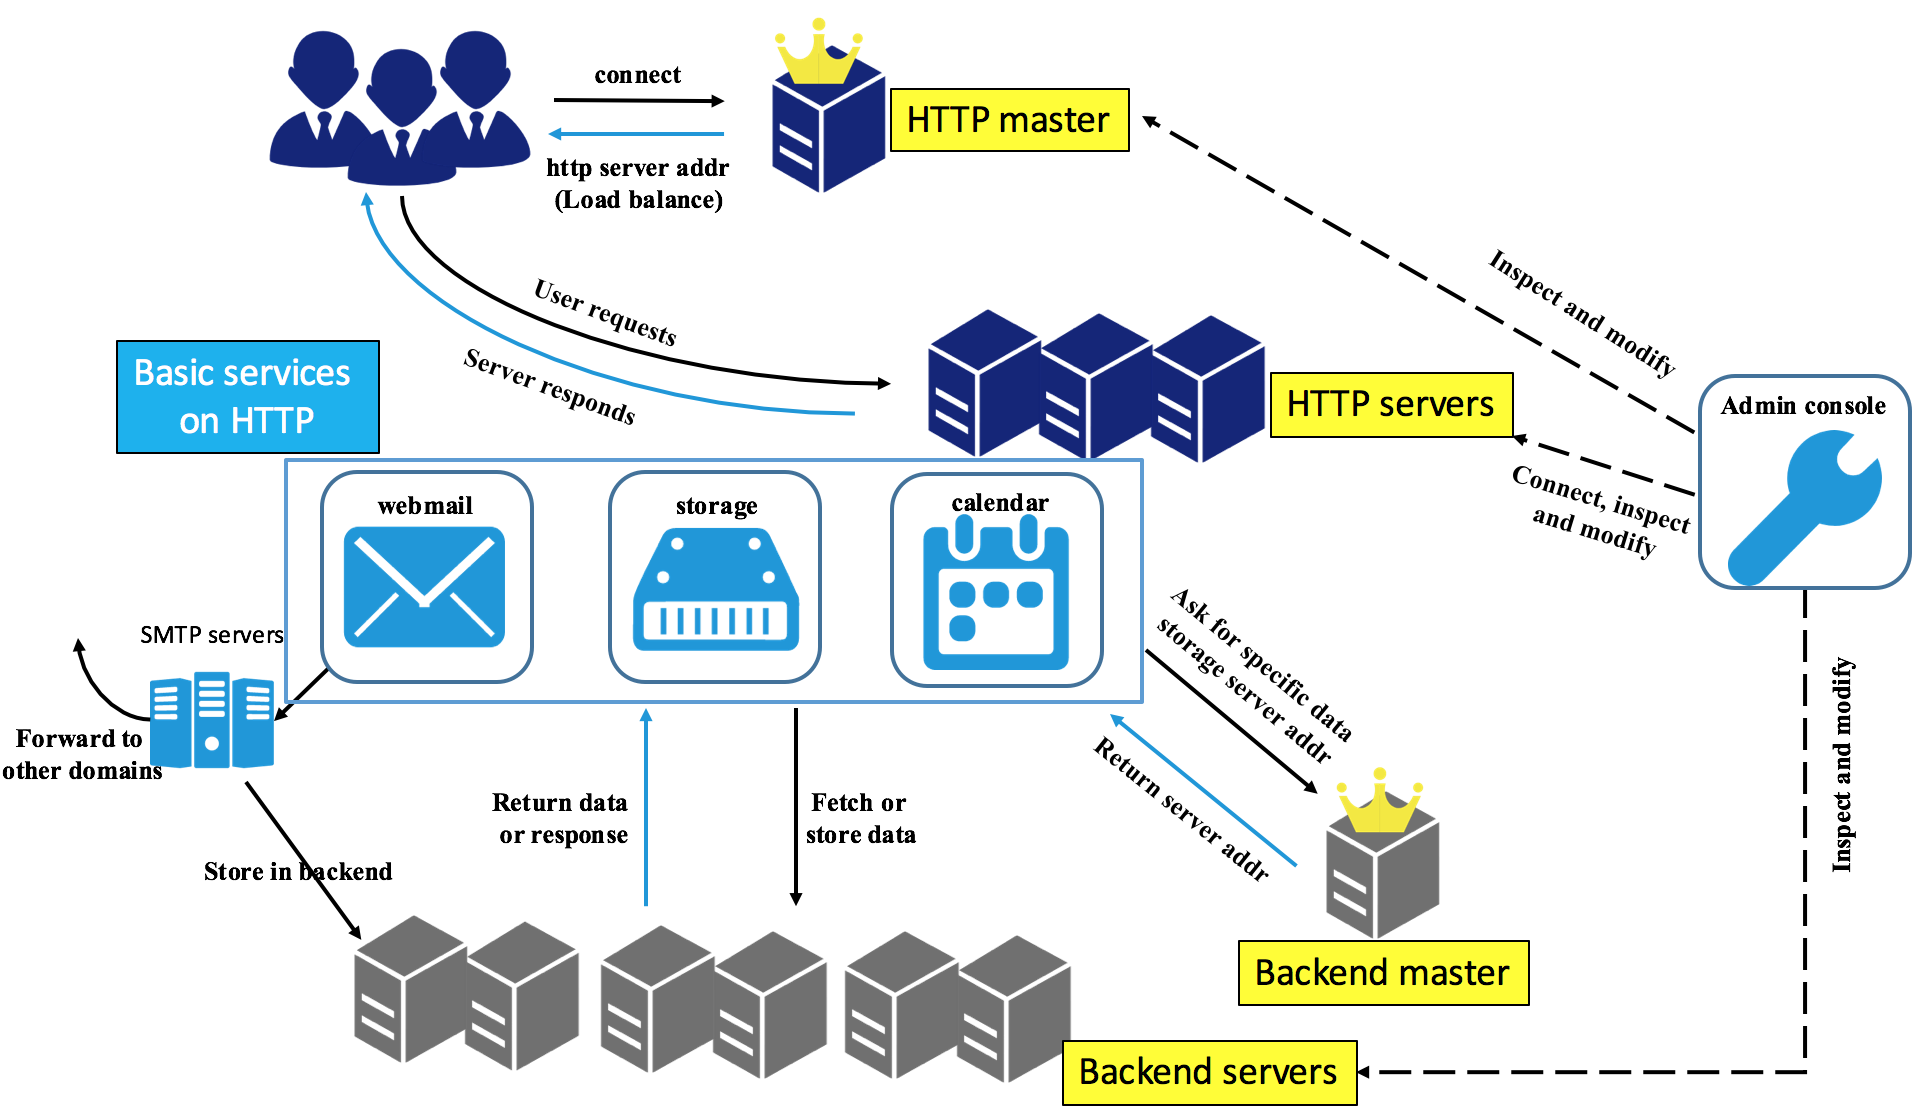 connect
HTTP master
http server addr
(Load balance)
Inspect and modify
User requests
Server responds
Basic services
on HTTP
HTTP servers
Admin console
Connect, inspect
and modify
webmail
storage
calendar
SMTP servers
Ask for specific data
storage server addr
Return server addr
Forward to
other domains
Return data
or response
Fetch or
store data
Inspect and modify
Store in backend
Backend master
Backend servers